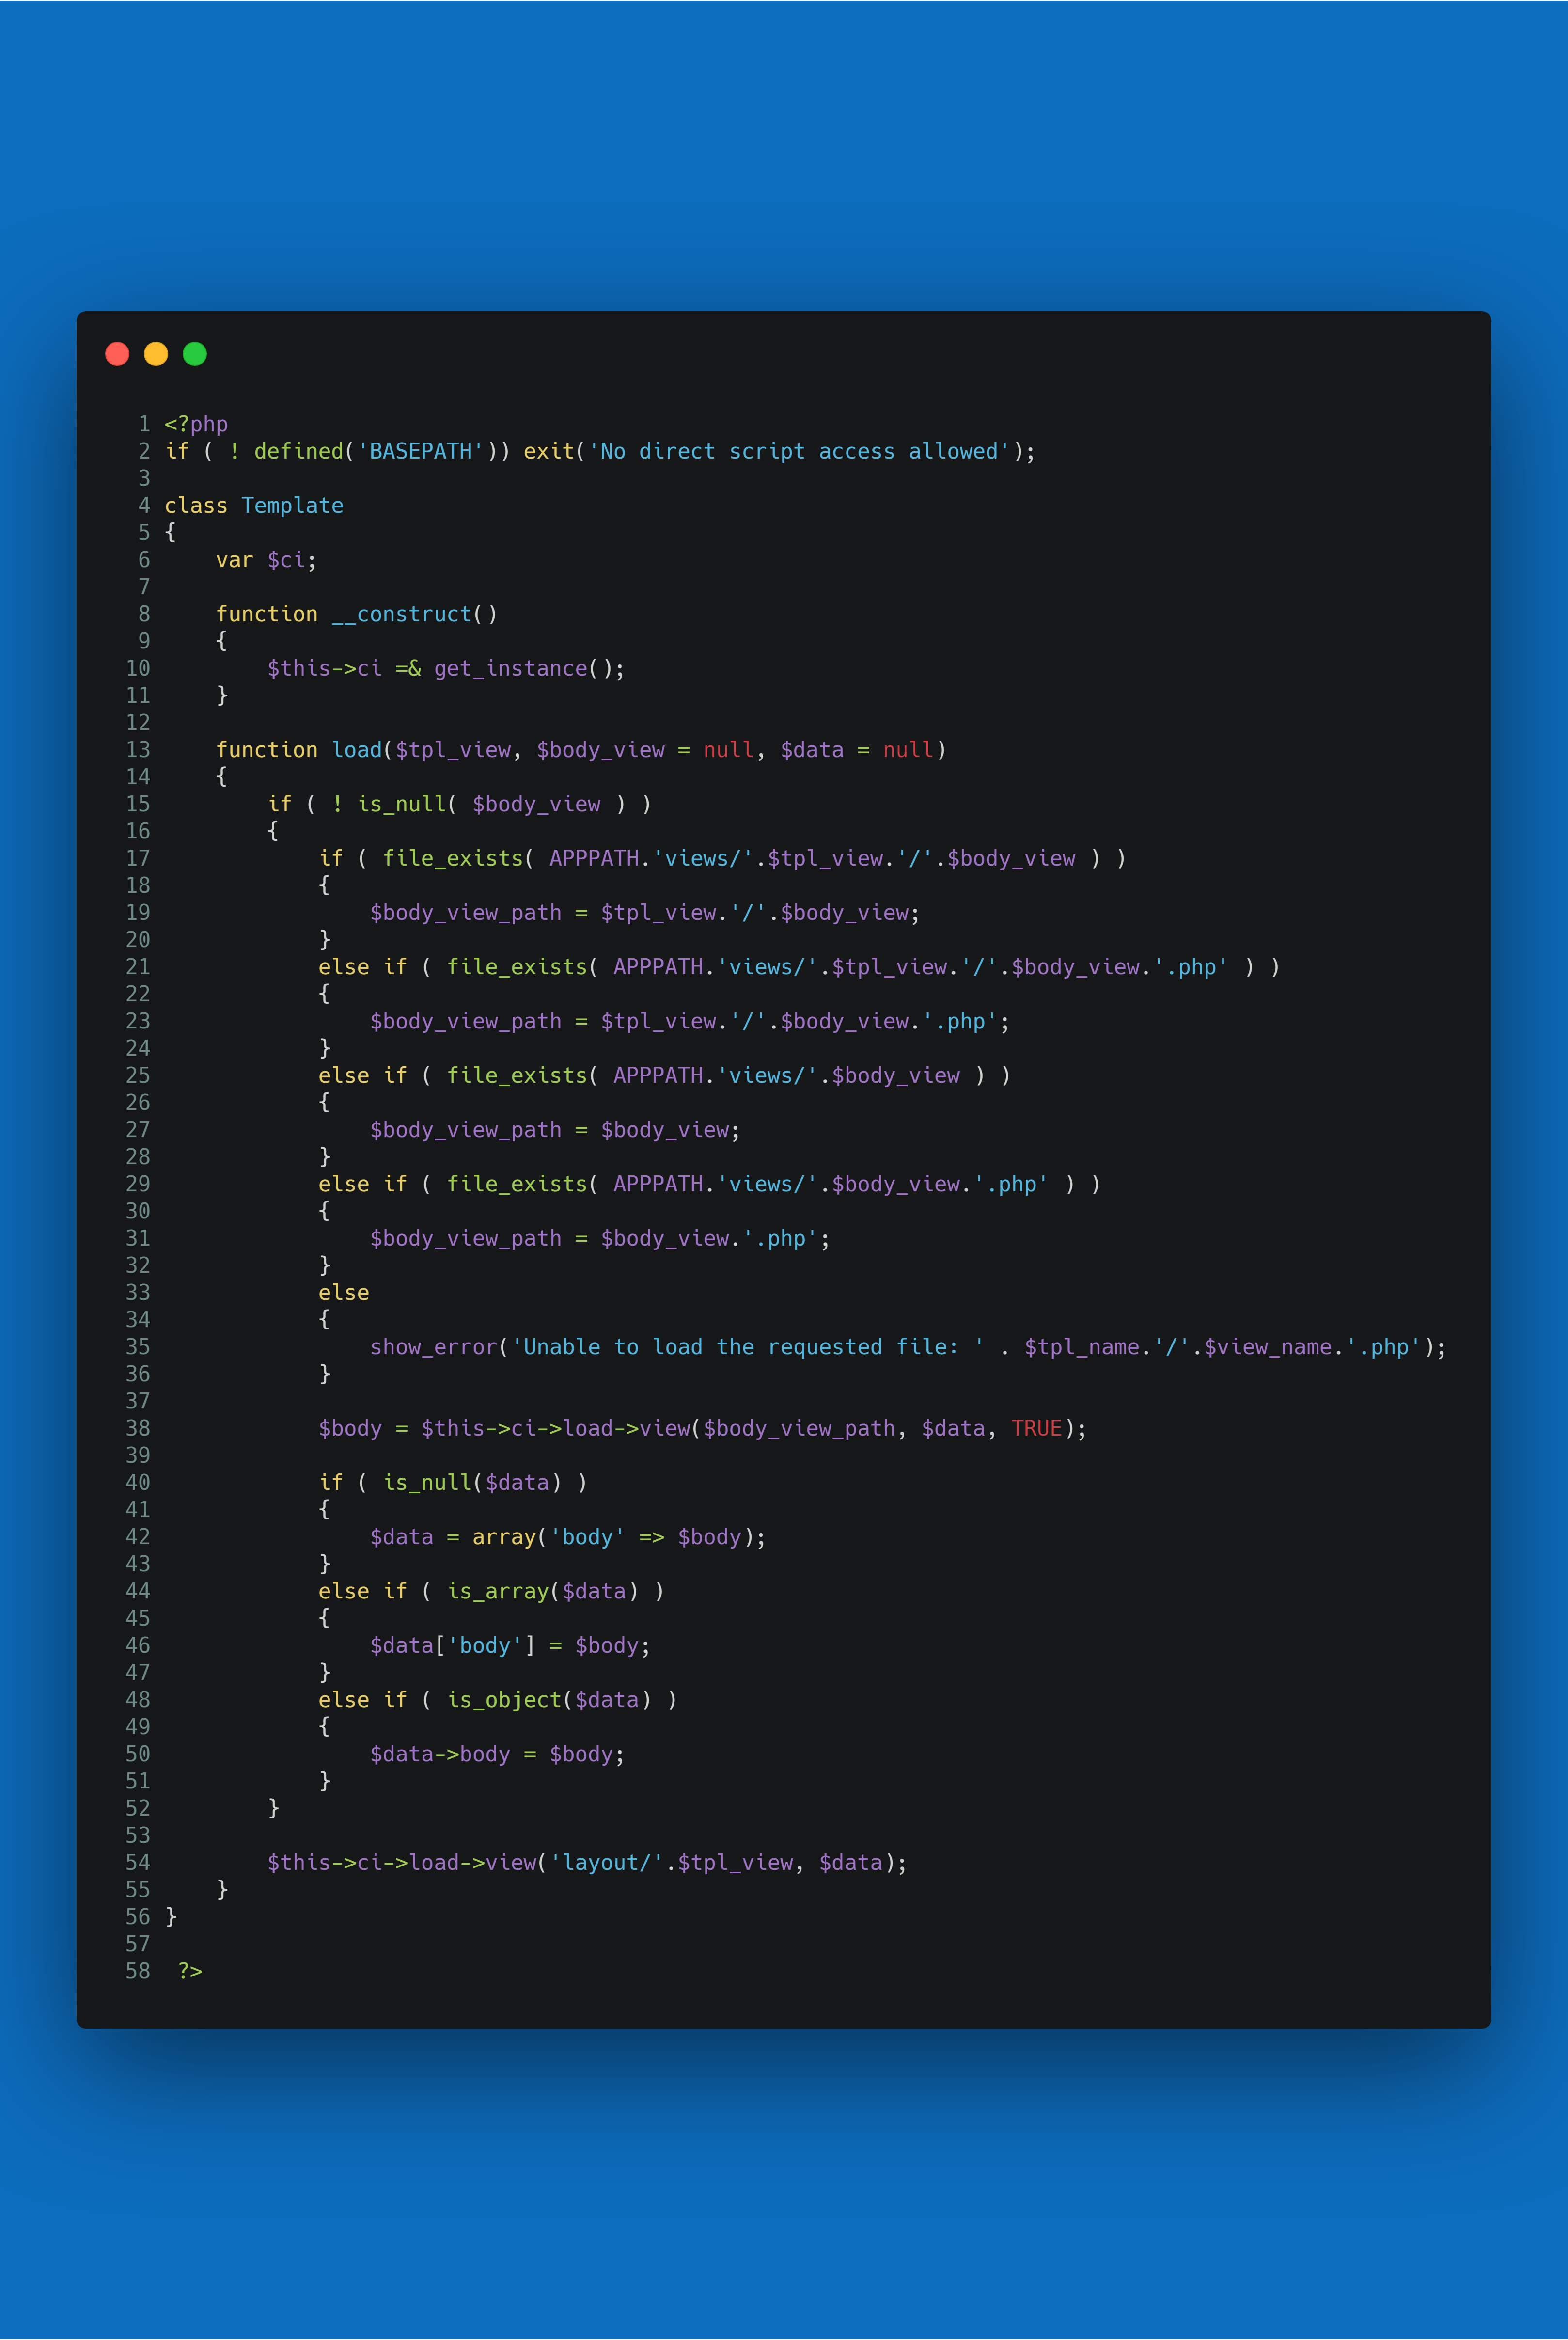 1 <?php
2 if ( ! defined('BASEPATH')) exit('No direct script access allowed');
3
4 class Template
5 {
6     var $ci;
7
8     function __construct()
9     {
10         $this->ci =& get_instance();
11     }
12
13     function load($tpl_view, $body_view = null, $data = null)
14     {
15         if ( ! is_null( $body_view ) )
16         {
17             if ( file_exists( APPPATH.'views/'.$tpl_view.'/'.$body_view ) )
18             {
19                 $body_view_path = $tpl_view.'/'.$body_view;
20             }
21             else if ( file_exists( APPPATH.'views/'.$tpl_view.'/'.$body_view.'.php' ) )
22             {
23                 $body_view_path = $tpl_view.'/'.$body_view.'.php';
24             }
25             else if ( file_exists( APPPATH.'views/'.$body_view ) )
26             {
27                 $body_view_path = $body_view;
28             }
29             else if ( file_exists( APPPATH.'views/'.$body_view.'.php' ) )
30             {
31                 $body_view_path = $body_view.'.php';
32             }
33             else
34             {
35                 show_error('Unable to load the requested file: ' . $tpl_name.'/'.$view_name.'.php');
36             }
37
38             $body = $this->ci->load->view($body_view_path, $data, TRUE);
39
40             if ( is_null($data) )
41             {
42                 $data = array('body' => $body);
43             }
44             else if ( is_array($data) )
45             {
46                 $data['body'] = $body;
47             }
48             else if ( is_object($data) )
49             {
50                 $data->body = $body;
51             }
52         }
53
54         $this->ci->load->view('layout/'.$tpl_view, $data);
55     }
56 }
57
58  ?>